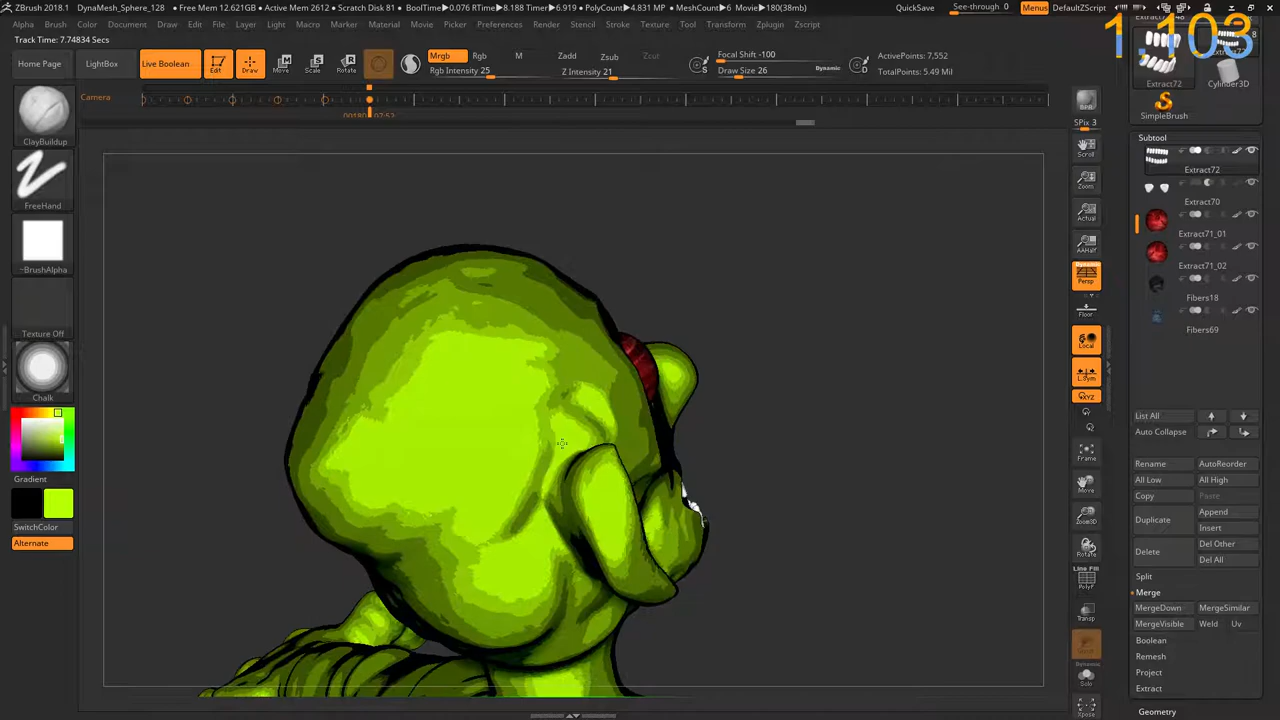 ZBrush 2018.1 DynaMesh_Sphere_128 ● Free Mem 12.621GB ● Active Mem 2612 ● Scratch Disk 81 ● BoolTime▶0.076 RTime▶8.188 Timer▶6.919 ● PolyCount▶4.831 MP ● MeshCount▶6 Movie▶180(38mb) QuickSave See-through 0 Menus DefaultZScript
1.103
Alpha Brush Color Document Draw Edit File Layer Light Macro Marker Material Movie Picker Preferences Render Stencil Stroke Texture Tool Transform Zplugin Zscript
Track Time: 7.74834 Secs
Home Page LightBox Live Boolean Edit Draw Move Scale Rotate
Mrgb Rgb M Zadd Zsub Zcut
Rgb Intensity 25 Z Intensity 21
Focal Shift -100
Draw Size 26 Dynamic
ActivePoints: 7,552
TotalPoints: 5.49 Mil
Camera
ClayBuildup
FreeHand
~BrushAlpha
Texture Off
Chalk
Gradient
SwitchColor
Alternate
BPR
SPix 3
Scroll
Zoom
Actual
AAHalf
Dynamic
Persp
Floor
Local
L.Sym
XYZ
Frame
Move
Zoom3D
Rotate
Line Fill
PolyF
Transp
Dynamic
Solo
Xpose
8
Extract72 Cylinder3D
SimpleBrush
Subtool
Extract72
Extract70
Extract71_01
Extract71_02
Fibers18
Fibers69
List All
Auto Collapse
Rename AutoReorder
All Low All High
Copy Paste
Duplicate Append
Insert
Delete Del Other
Del All
Split
Merge
MergeDown MergeSimilar
MergeVisible Weld Uv
Boolean
Remesh
Project
Extract
Geometry